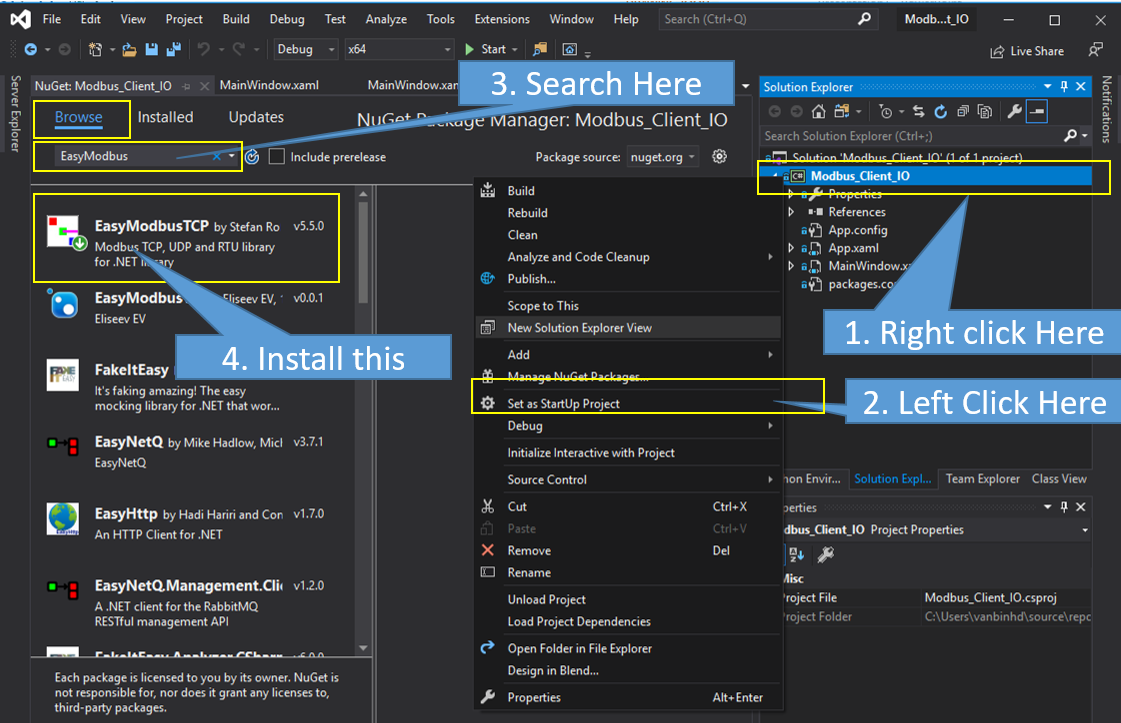 File Edit View Project Build Debug Test Analyze Tools Extensions Window Help Search (Ctrl+Q) Modb...t_IO
Debug x64 Start Live Share
Server Explorer
NuGet: Modbus_Client_IO MainWindow.xaml
3. Search Here
Browse Installed Updates NuGet Package Manager: Modbus_Client_IO
EasyModbus Include prerelease Package source: nuget.org
EasyModbusTCP by Stefan Ro v5.5.0
Modbus TCP, UDP and RTU library
for .NET
EasyModbus Eliseev EV, v0.0.1
Eliseev EV
4. Install this
FakeItEasy
It's faking amazing! The easy
mocking library for .NET that wor...
EasyNetQ by Mike Hadlow, Micl v3.7.1
EasyNetQ
EasyHttp by Hadi Hariri and Con v1.7.0
An HTTP Client for .NET
EasyNetQ.Management.Clie v1.2.0
A .NET client for the RabbitMQ
RESTful management API
Each package is licensed to you by its owner. NuGet is
not responsible for, nor does it grant any licenses to,
third-party packages.
Build
Rebuild
Clean
Analyze and Code Cleanup
Publish...
Scope to This
New Solution Explorer View
Add
Manage NuGet Packages...
Set as StartUp Project
Debug
Initialize Interactive with Project
Source Control
Cut Ctrl+X
Paste Ctrl+V
Remove Del
Rename
Unload Project
Load Project Dependencies
Open Folder in File Explorer
Design in Blend...
Properties Alt+Enter
Solution Explorer
Search Solution Explorer (Ctrl+;)
Solution 'Modbus_Client_IO' (1 of 1 project)
C# Modbus_Client_IO
Properties
References
App.config
App.xaml
MainWindow.xa
packages.co
Notifications
1. Right click Here
2. Left Click Here
Envir... Solution Expl... Team Explorer Class View
Modbus_Client_IO Project Properties
Misc
Project File Modbus_Client_IO.csproj
Project Folder C:\Users\vanbinhd\source\repo